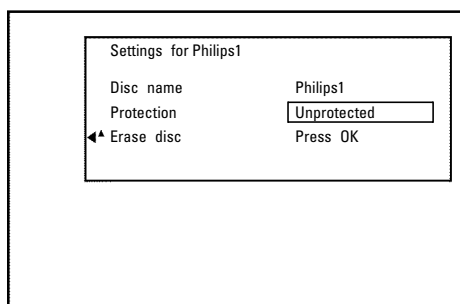 Settings for Philips1
Disc name Philips1
Protection Unprotected
Erase disc Press OK